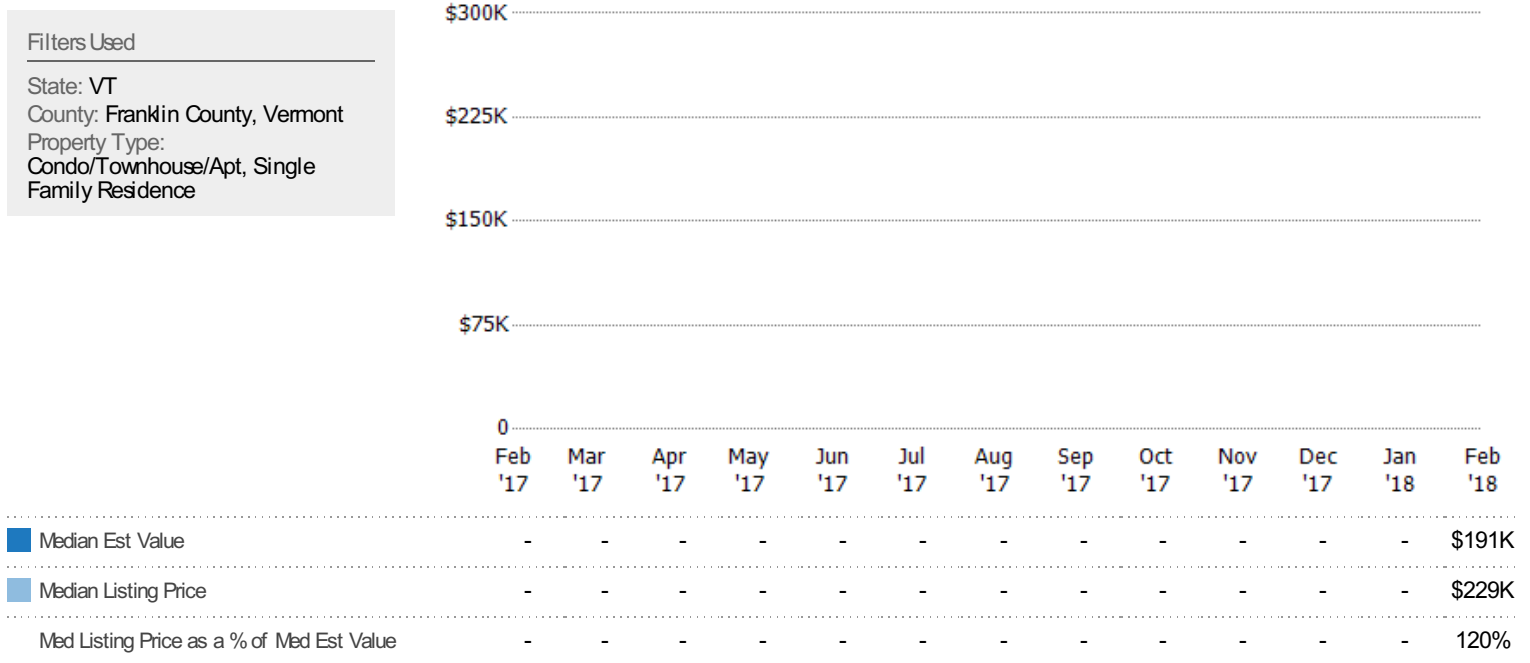 Filters Used
State: VT
County: Franklin County, Vermont
Property Type:
Condo/Townhouse/Apt, Single
Family Residence
$300K
$225K
$150K
$75K
0
Feb Mar Apr May Jun Jul Aug Sep Oct Nov Dec Jan Feb
'17 '17 '17 '17 '17 '17 '17 '17 '17 '17 '17 '18 '18
Median Est Value - - - - - - - - - - - - $191K
Median Listing Price - - - - - - - - - - - - $229K
Med Listing Price as a % of Med Est Value - - - - - - - - - - - - 120%